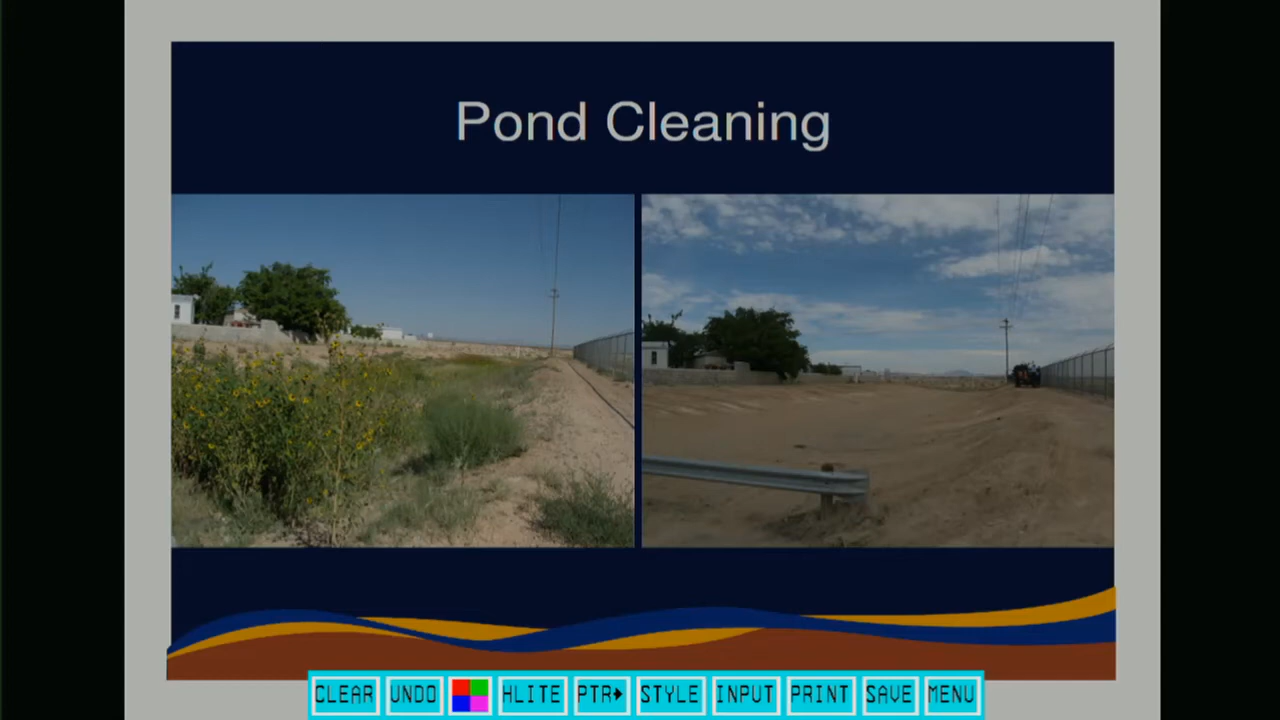 Pond Cleaning
CLEAR UNDO HLITE PTR STYLE INPUT PRINT SAVE MENU